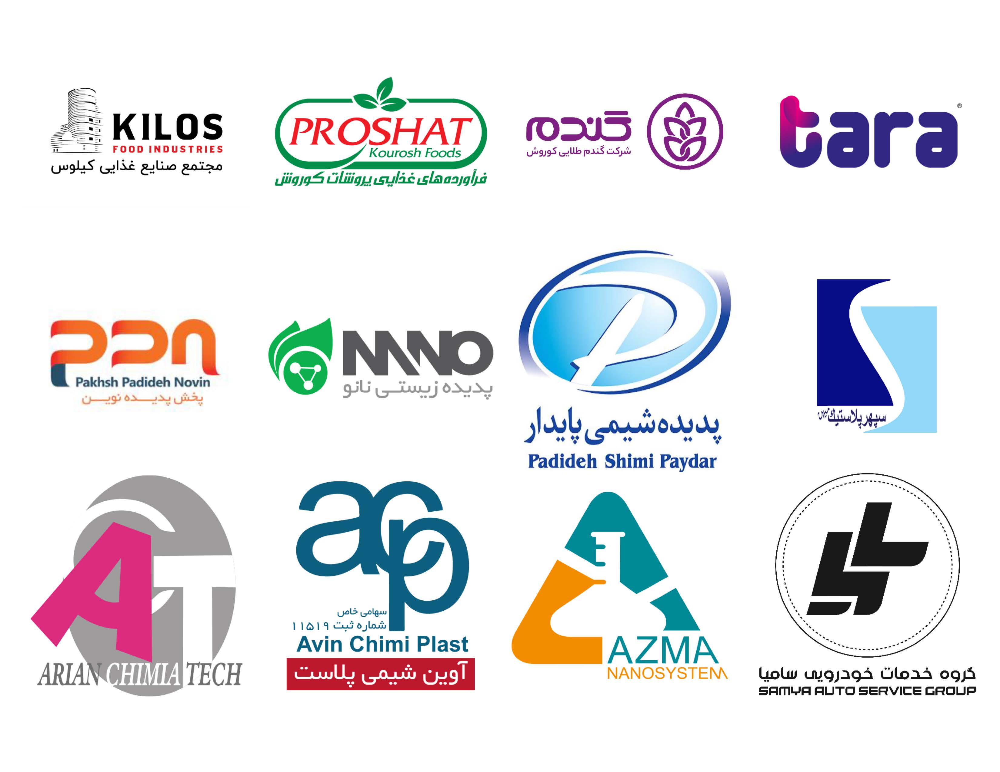 KILOS
FOOD INDUSTRIES
مجتمع صنایع غذایی کیلوس
PROSHAT
Kourosh Foods
فرآورده‌های غذایی پروشات کوروش
گندم
شرکت گندم طلایی کوروش
tara®
ppn
Pakhsh Padideh Novin
پخش پدیده نوین
NANO
پدیده زیستی نانو
پدیده شیمی پایدار
Padideh Shimi Paydar
سپهر پلاستیک میهن
ACT
ARIAN CHIMIA TECH
acp
سهامی خاص
شماره ثبت ۱۱۵۱۹
Avin Chimi Plast
آوین شیمی پلاست
AZMA
NANOSYSTEM
گروه خدمات خودرویی سامیا
SAMYA AUTO SERVICE GROUP